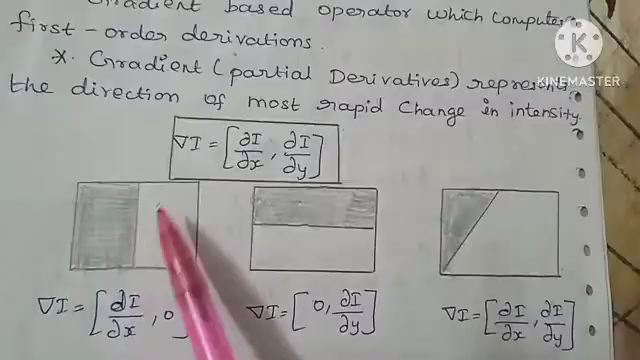 Gradient based operator which computes
first-order derivations.
* Gradient (partial Derivatives) represents
the direction of most rapid Change in intensity
KINEMASTER
∇I = [∂I/∂x, ∂I/∂y]
∇I = [∂I/∂x, 0]
∇I = [0, ∂I/∂y]
∇I = [∂I/∂x, ∂I/∂y]